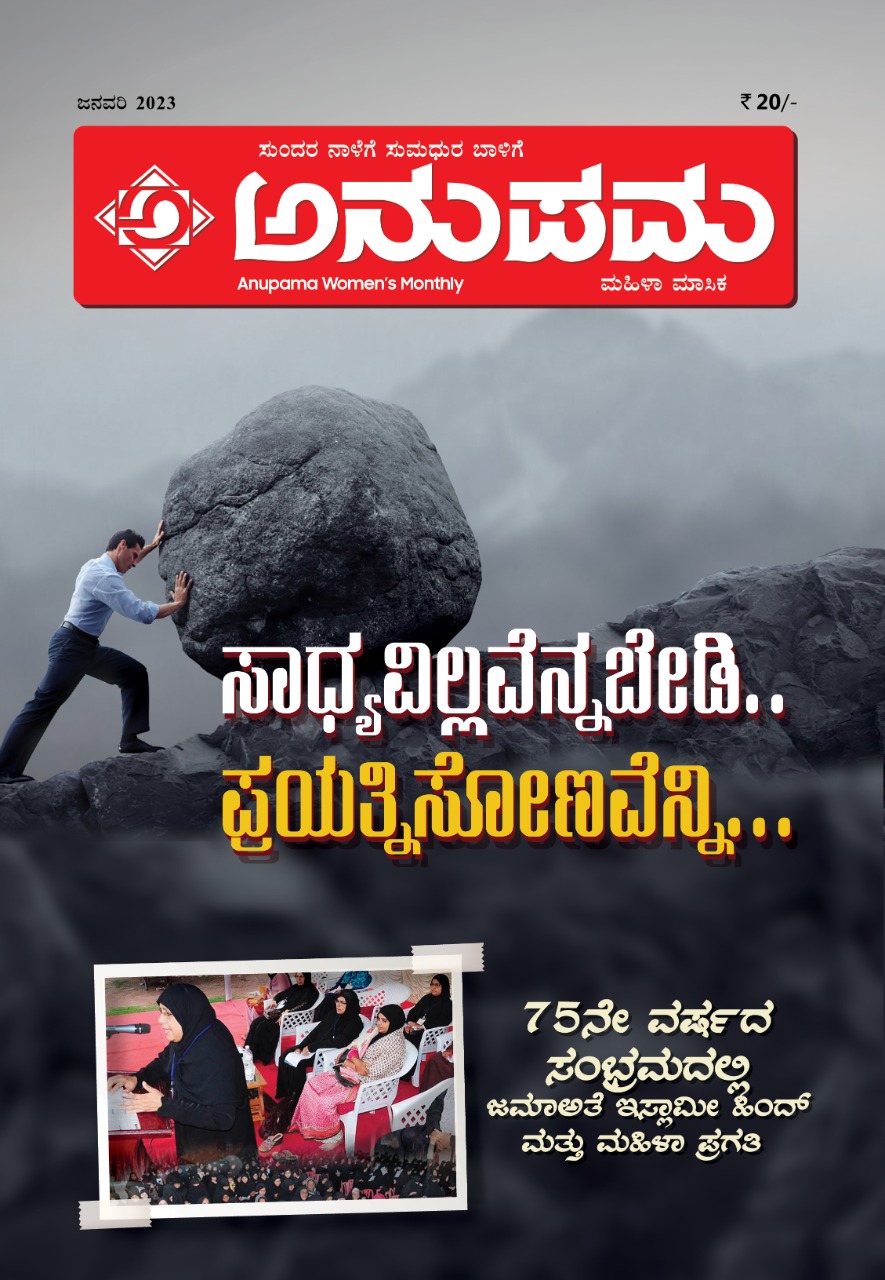 ಜನವರಿ 2023
₹ 20/-
ಸುಂದರ ನಾಳೆಗೆ ಸುಮಧುರ ಬಾಳಿಗೆ
ಅ
ಅನುಪಮ
Anupama Women's Monthly
ಮಹಿಳಾ ಮಾಸಿಕ
ಸಾಧ್ಯವಿಲ್ಲವೆನ್ನಬೇಡಿ..
ಪ್ರಯತ್ನಿಸೋಣವೆನ್ನಿ...
75ನೇ ವರ್ಷದ
ಸಂಭ್ರಮದಲ್ಲಿ
ಜಮಾಅತೆ ಇಸ್ಲಾಮೀ ಹಿಂದ್
ಮತ್ತು ಮಹಿಳಾ ಪ್ರಗತಿ